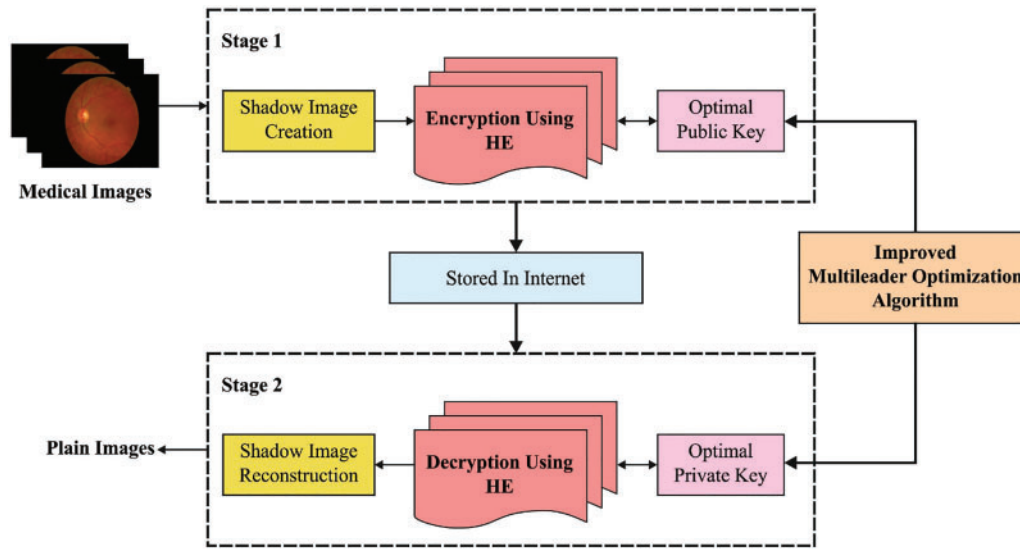 Stage 1
Shadow Image
Creation
Encryption Using
HE
Optimal
Public Key
Medical Images
Stored In Internet
Improved
Multileader Optimization
Algorithm
Stage 2
Plain Images
Shadow Image
Reconstruction
Decryption Using
HE
Optimal
Private Key